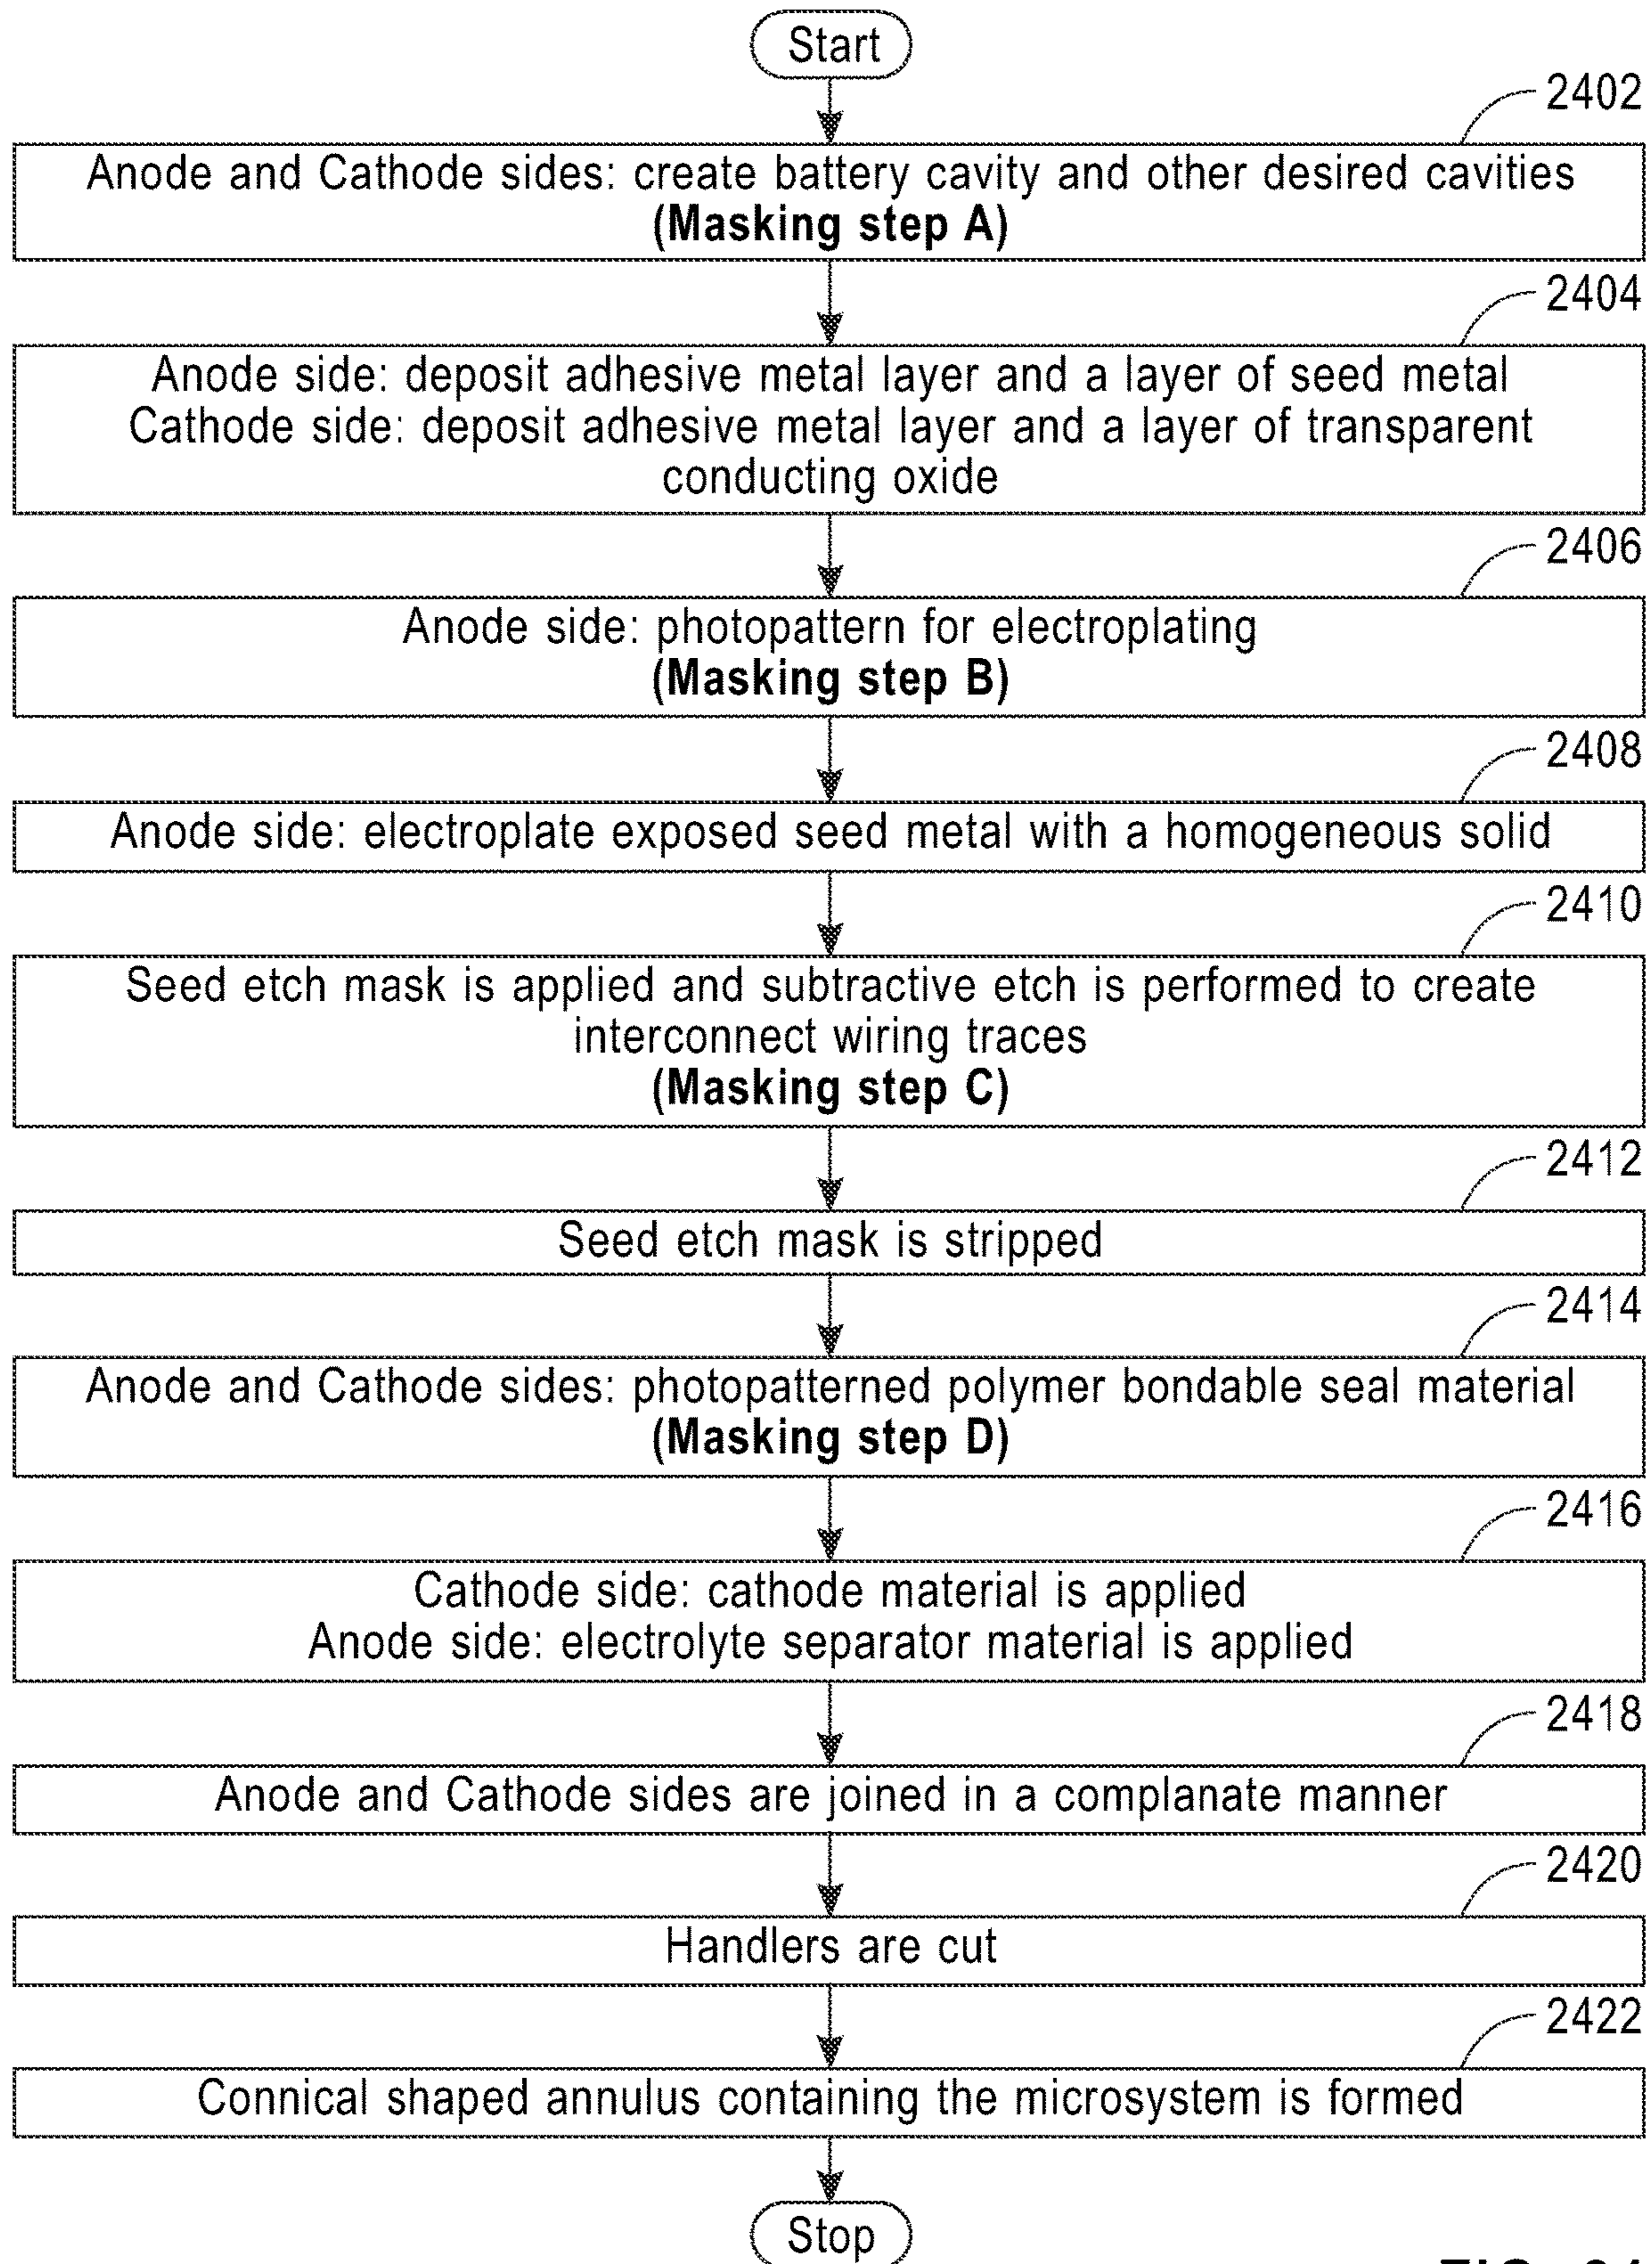 Start
2402
Anode and Cathode sides: create battery cavity and other desired cavities
(Masking step A)
2404
Anode side: deposit adhesive metal layer and a layer of seed metal
Cathode side: deposit adhesive metal layer and a layer of transparent
conducting oxide
2406
Anode side: photopattern for electroplating
(Masking step B)
2408
Anode side: electroplate exposed seed metal with a homogeneous solid
2410
Seed etch mask is applied and subtractive etch is performed to create
interconnect wiring traces
(Masking step C)
2412
Seed etch mask is stripped
2414
Anode and Cathode sides: photopatterned polymer bondable seal material
(Masking step D)
2416
Cathode side: cathode material is applied
Anode side: electrolyte separator material is applied
2418
Anode and Cathode sides are joined in a complanate manner
2420
Handlers are cut
2422
Connical shaped annulus containing the microsystem is formed
Stop